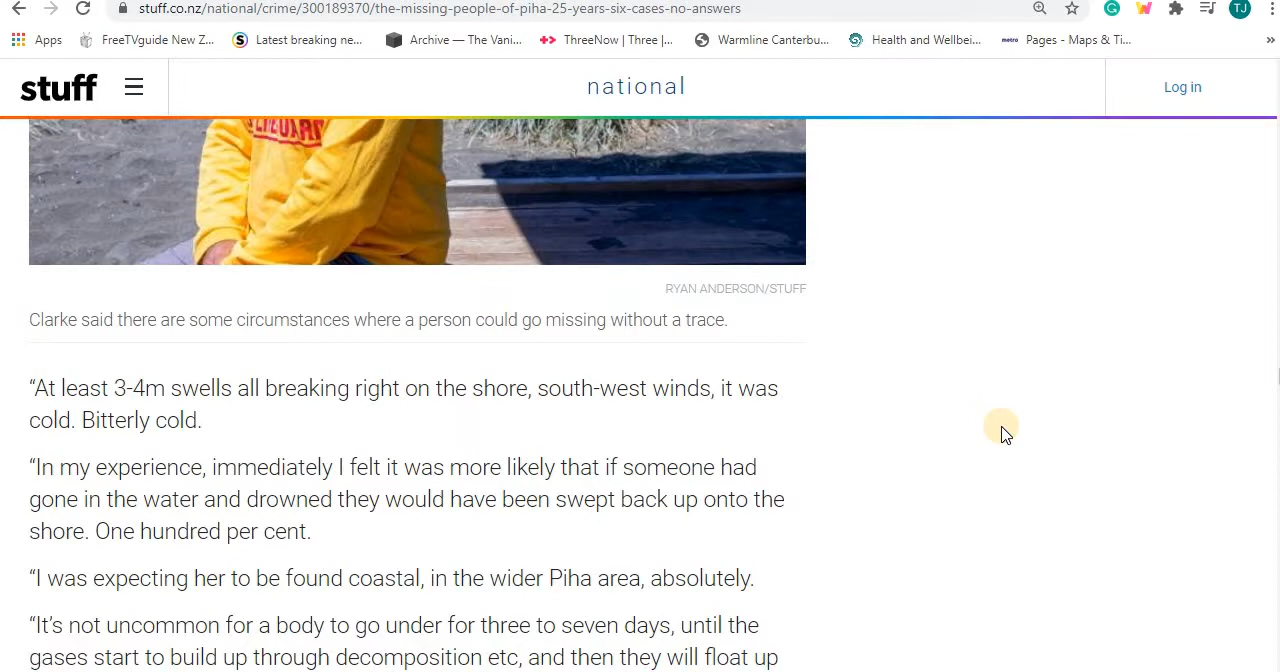 stuff.co.nz/national/crime/300189370/the-missing-people-of-piha-25-years-six-cases-no-answers
TJ
Apps FreeTVguide New Z... Latest breaking ne... Archive — The Vani... ThreeNow | Three |... Warmline Canterbu... Health and Wellbei... Pages - Maps & Ti... »
stuff national Log in
RYAN ANDERSON/STUFF
Clarke said there are some circumstances where a person could go missing without a trace.
“At least 3-4m swells all breaking right on the shore, south-west winds, it was
cold. Bitterly cold.
“In my experience, immediately I felt it was more likely that if someone had
gone in the water and drowned they would have been swept back up onto the
shore. One hundred per cent.
“I was expecting her to be found coastal, in the wider Piha area, absolutely.
“It’s not uncommon for a body to go under for three to seven days, until the
gases start to build up through decomposition etc, and then they will float up